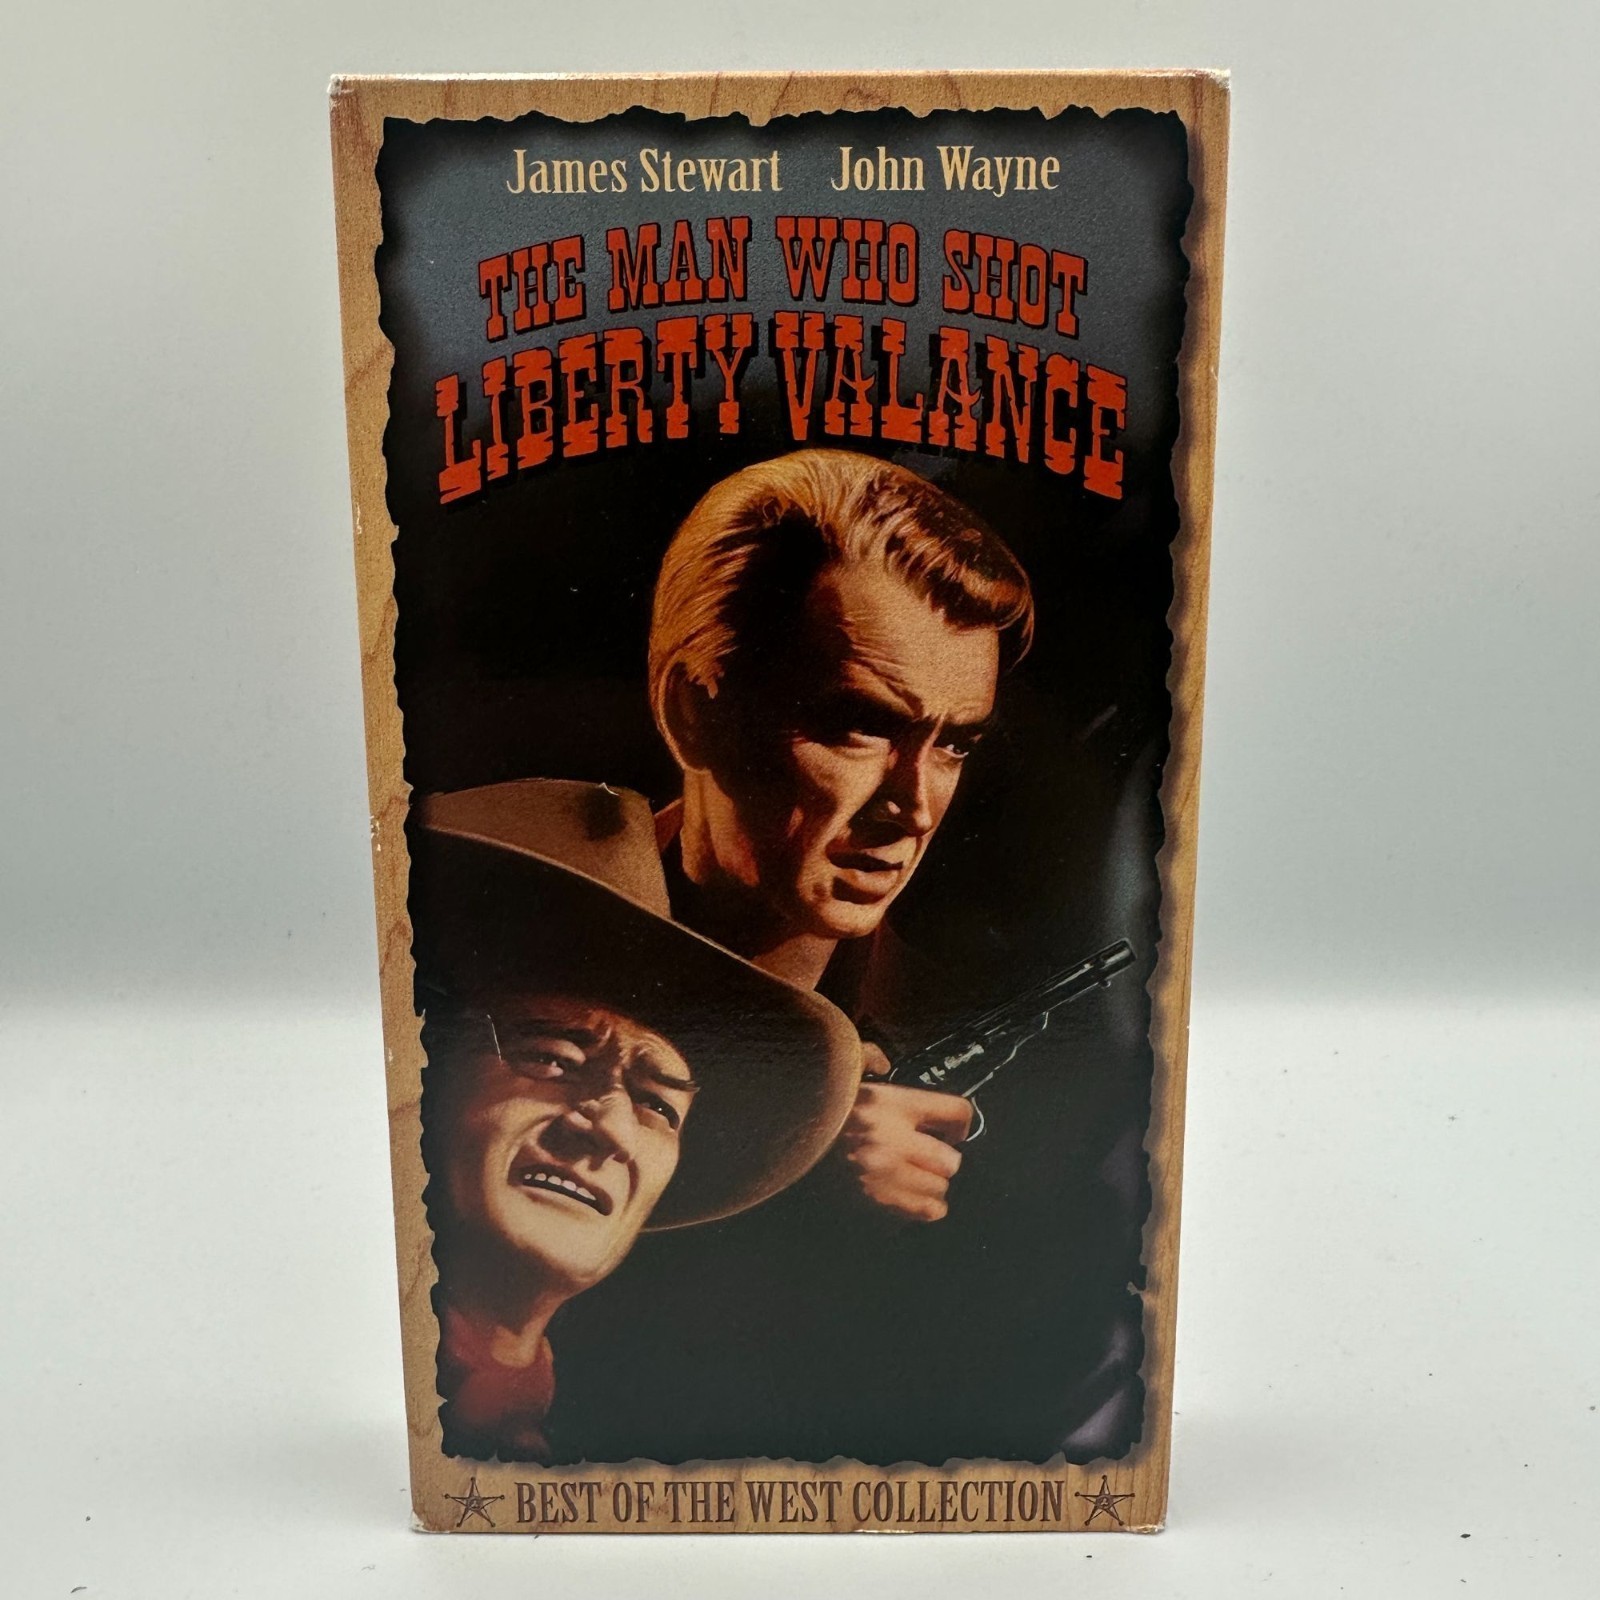 James Stewart John Wayne
THE MAN WHO SHOT
LIBERTY VALANCE
BEST OF THE WEST COLLECTION